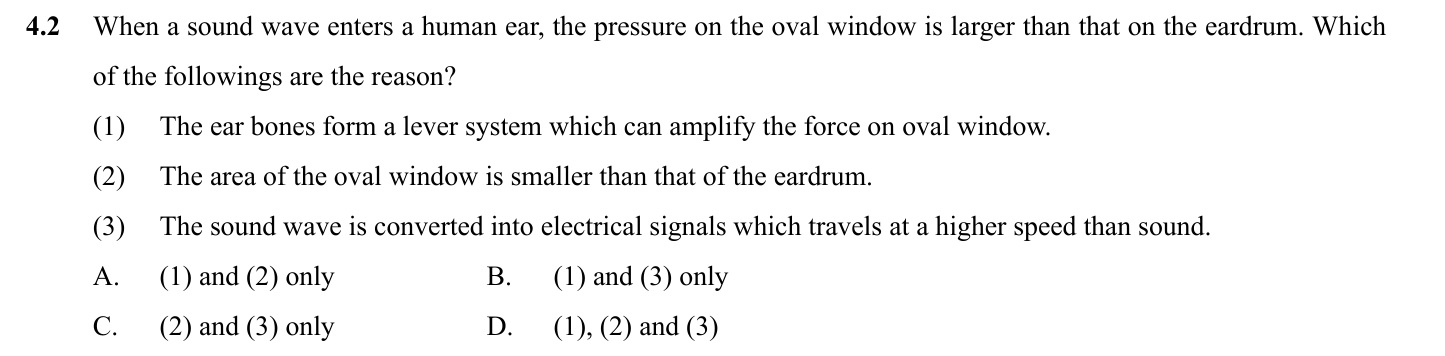 4.2 When a sound wave enters a human ear, the pressure on the oval window is larger than that on the eardrum. Which
of the followings are the reason?
(1) The ear bones form a lever system which can amplify the force on oval window.
(2) The area of the oval window is smaller than that of the eardrum.
(3) The sound wave is converted into electrical signals which travels at a higher speed than sound.
A. (1) and (2) only B. (1) and (3) only
C. (2) and (3) only D. (1), (2) and (3)